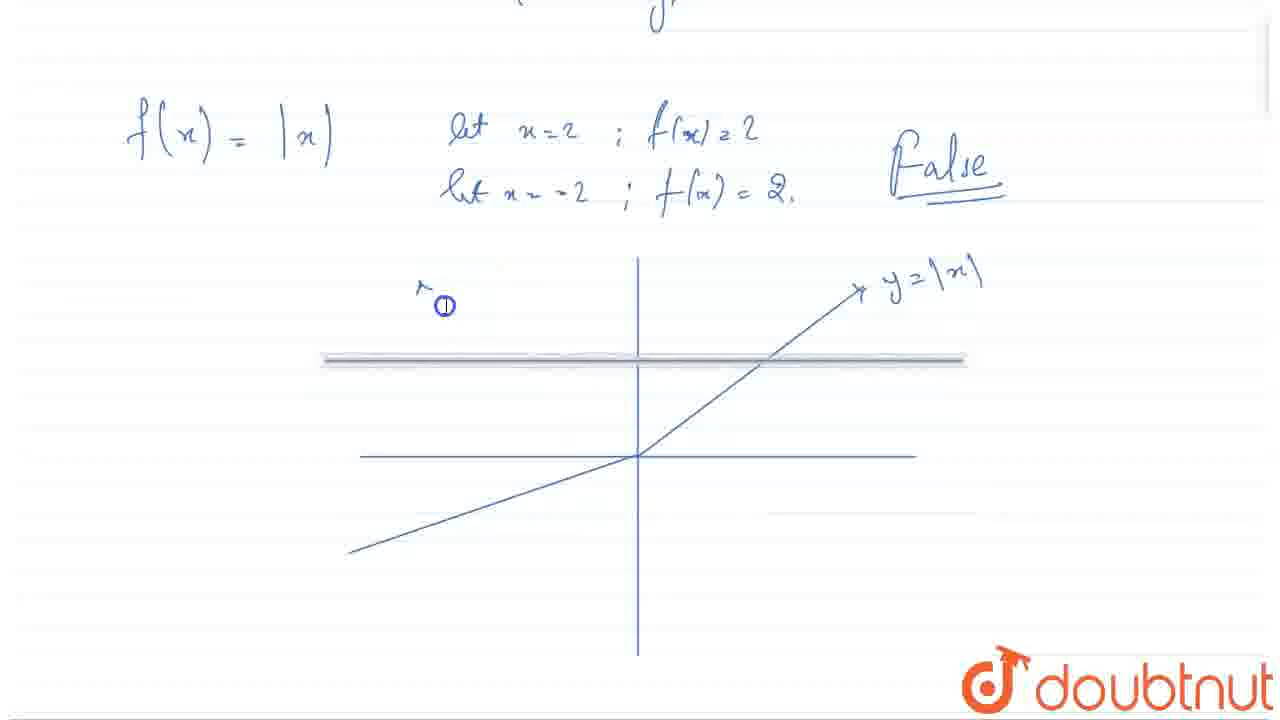 f(x) = |x|
let x=2 ; f(x)=2
let x=-2 ; f(x) = 2.
False
y=|x|
doubtnut